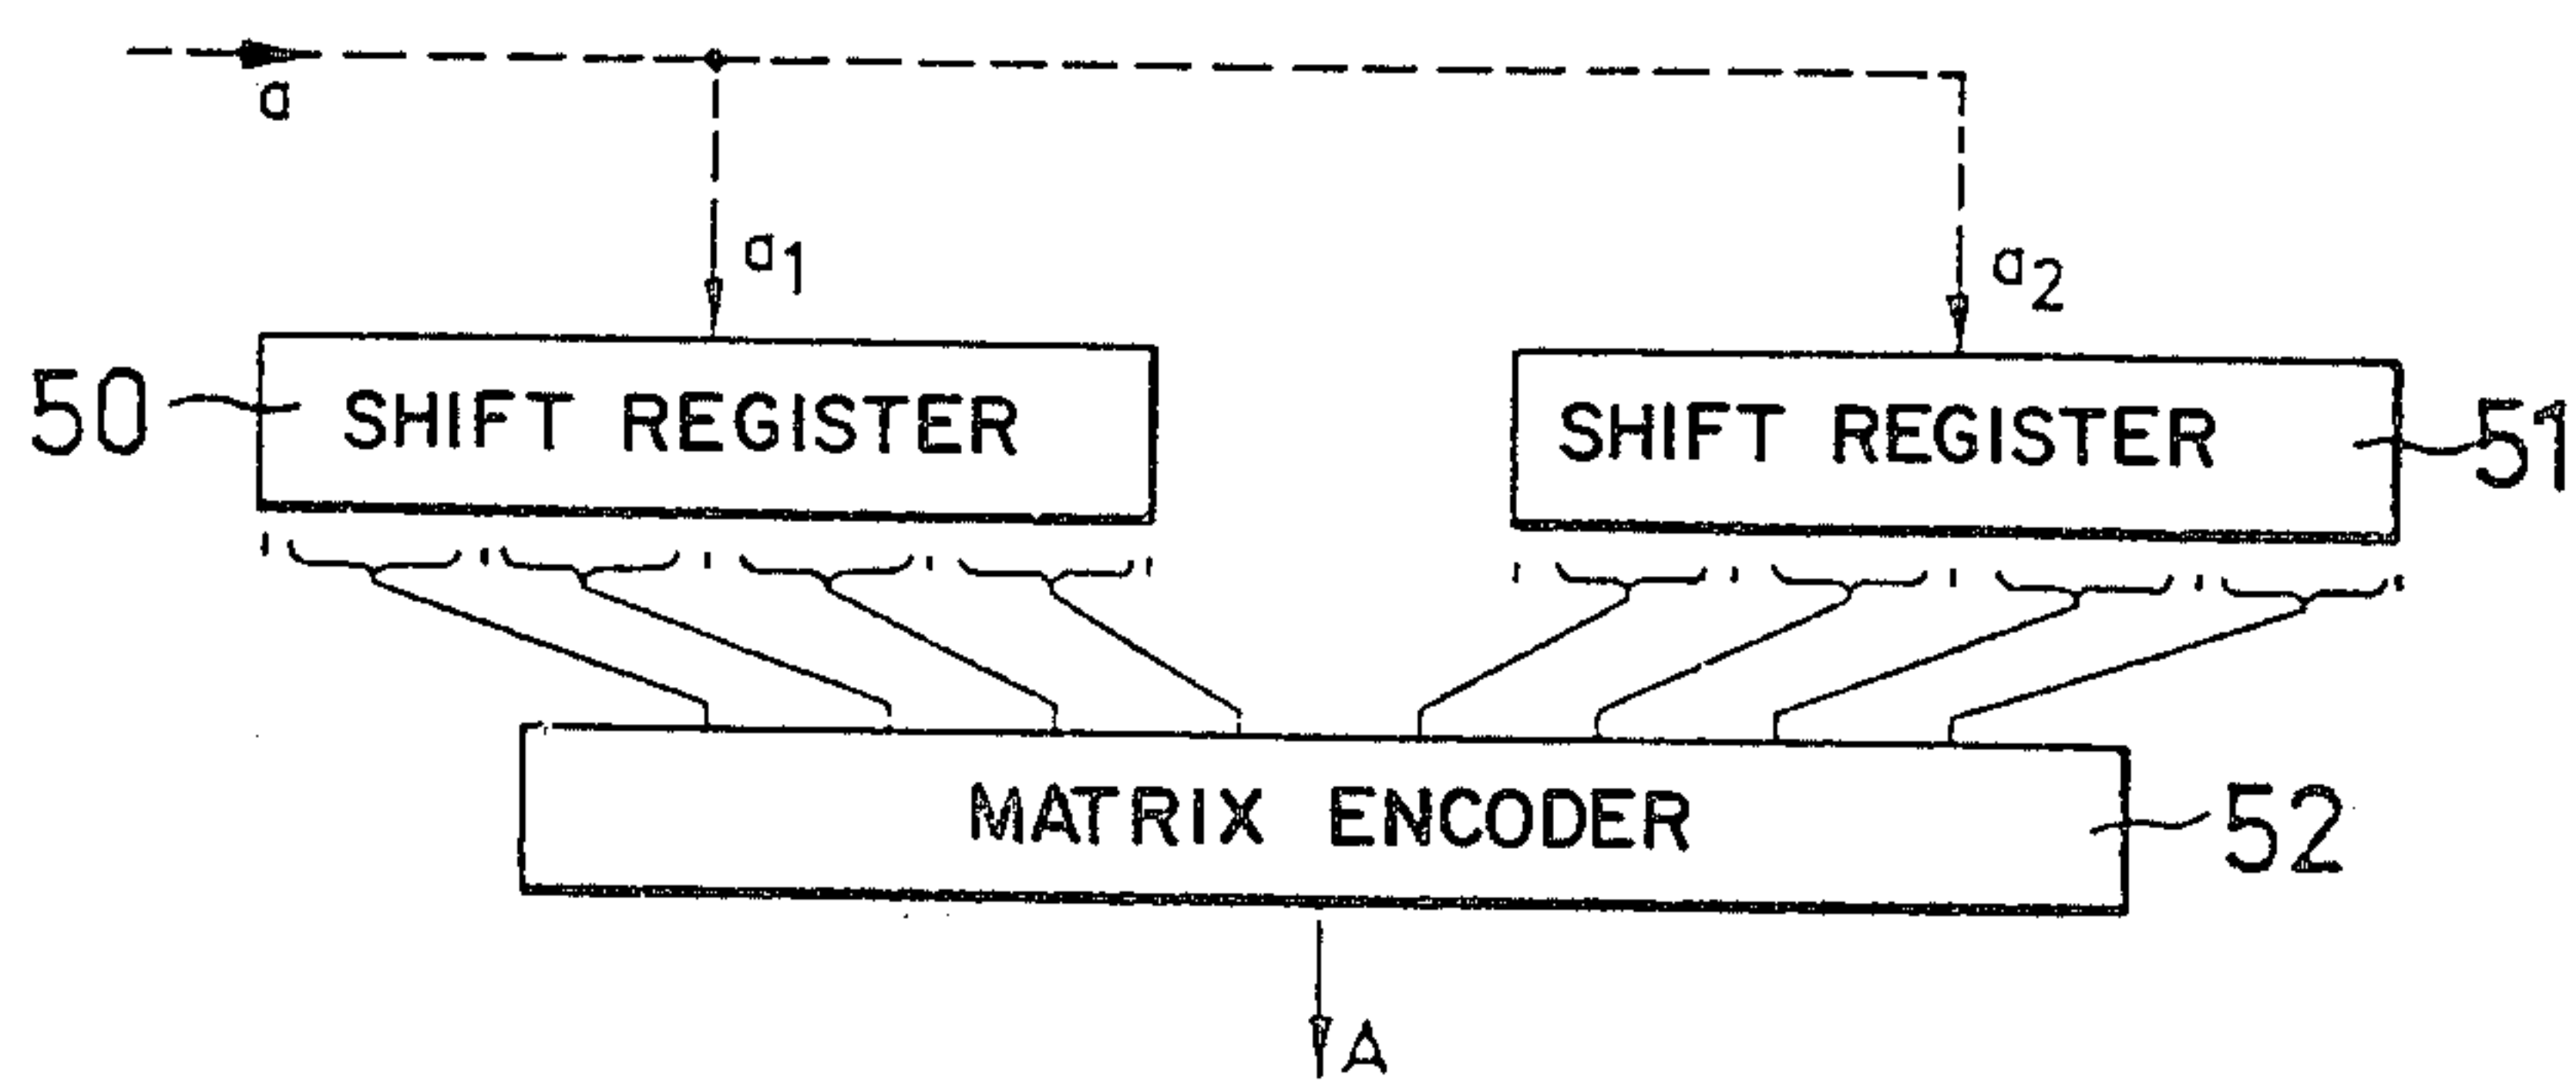 a
a1
a2
50
SHIFT REGISTER
SHIFT REGISTER
51
MATRIX ENCODER
52
A